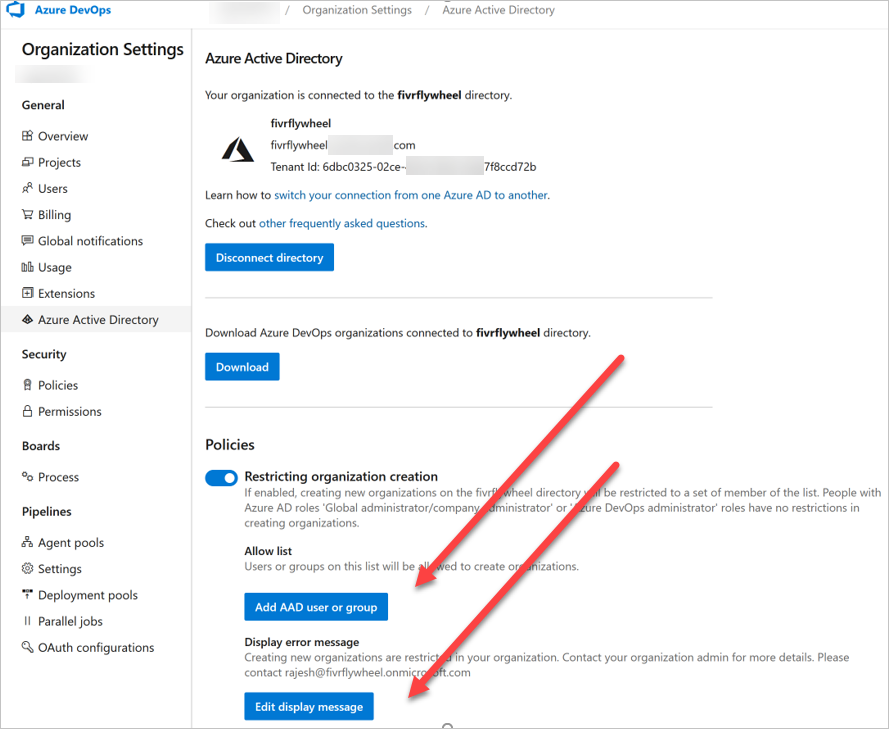 Azure DevOps / Organization Settings / Azure Active Directory
Organization Settings
General
Overview
Projects
Users
Billing
Global notifications
Usage
Extensions
Azure Active Directory
Security
Policies
Permissions
Boards
Process
Pipelines
Agent pools
Settings
Deployment pools
Parallel jobs
OAuth configurations
Azure Active Directory
Your organization is connected to the fivrflywheel directory.
fivrflywheel
fivrflywheel com
Tenant Id: 6dbc0325-02ce- 7f8ccd72b
Learn how to switch your connection from one Azure AD to another.
Check out other frequently asked questions.
Disconnect directory
Download Azure DevOps organizations connected to fivrflywheel directory.
Download
Policies
Restricting organization creation
If enabled, creating new organizations on the fivrflywheel directory will be restricted to a set of member of the list. People with
Azure AD roles 'Global administrator/company administrator' or 'Azure DevOps administrator' roles have no restrictions in
creating organizations.
Allow list
Users or groups on this list will be allowed to create organizations.
Add AAD user or group
Display error message
Creating new organizations are restricted in your organization. Contact your organization admin for more details. Please
contact rajesh@fivrflywheel.onmicrosoft.com
Edit display message